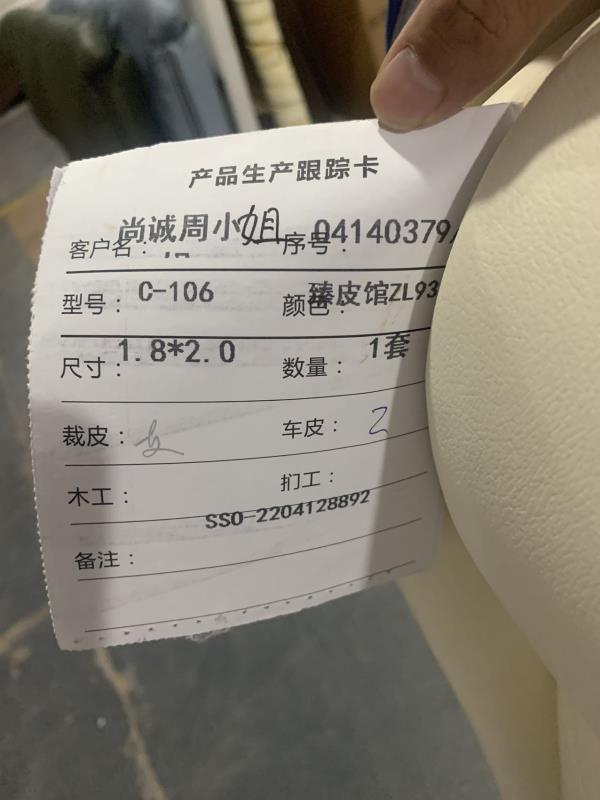 产品生产跟踪卡
客户名：尚诚周小姐 序号：04140379
型号：C-106 颜色：臻皮馆ZL93
尺寸：1.8*2.0 数量：1套
裁皮： 车皮：2
木工： 扪工：
SSO-2204128892
备注：